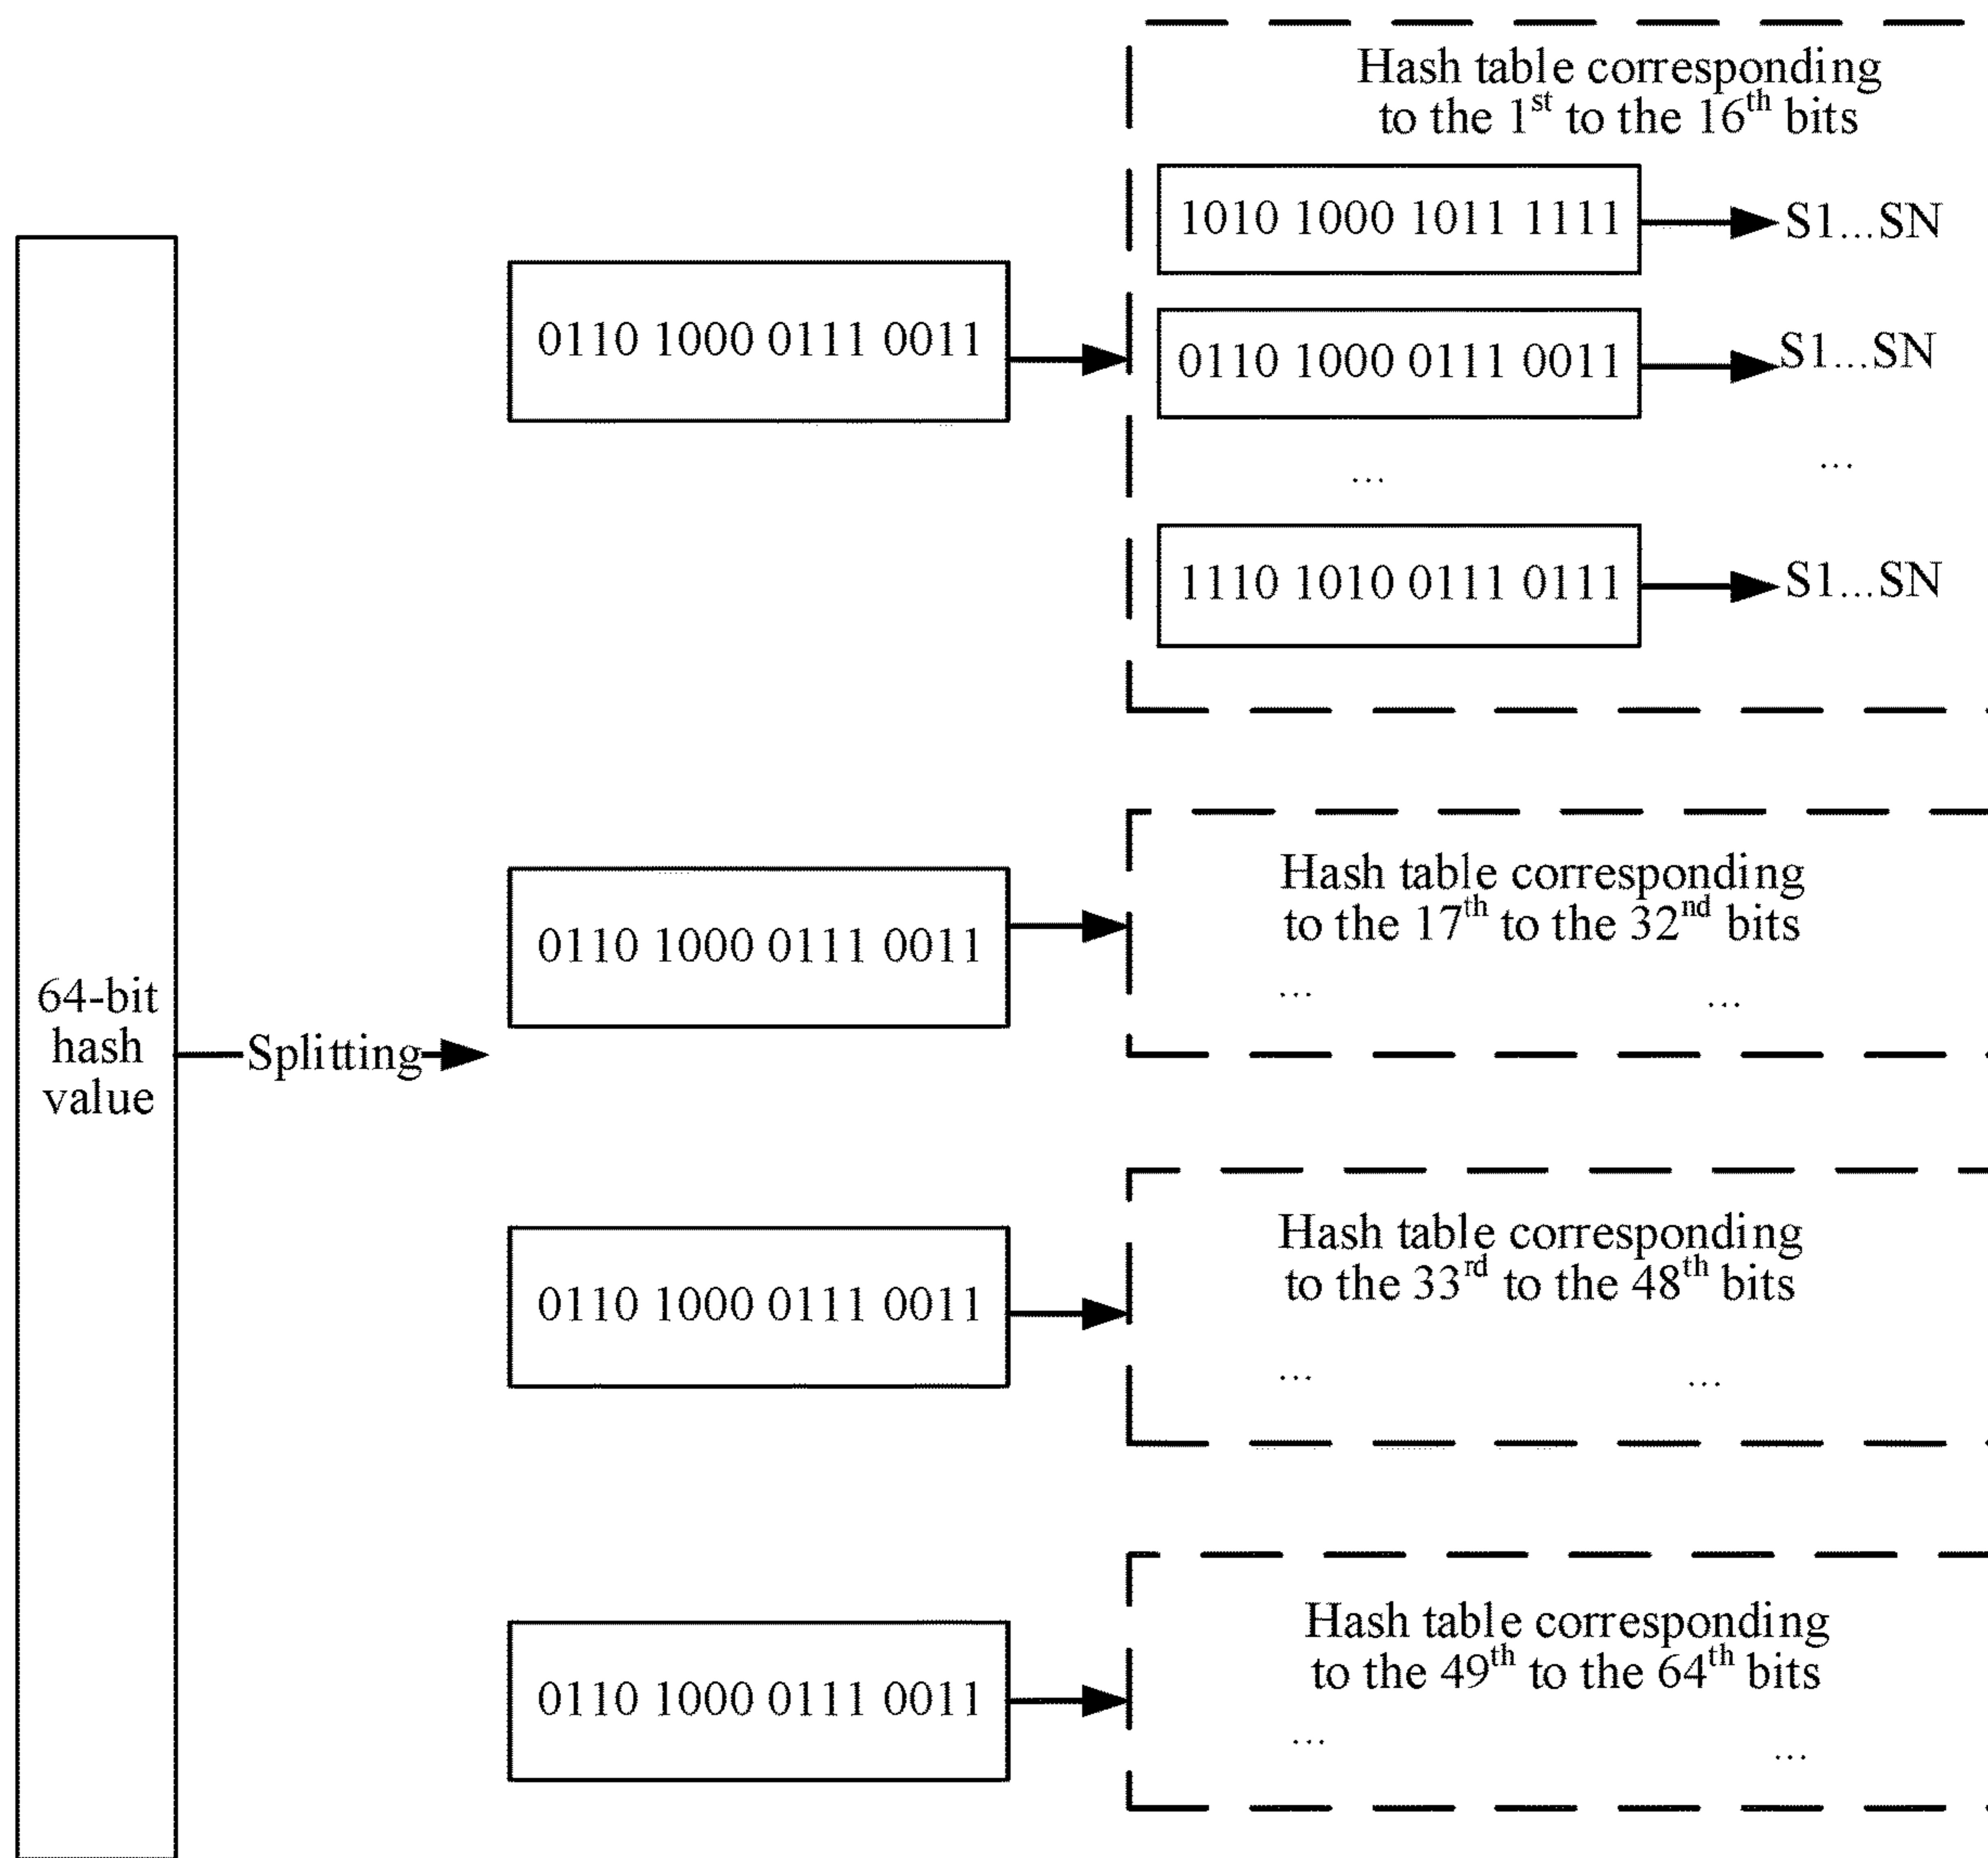 Hash table corresponding
to the 1st to the 16th bits
1010 1000 1011 1111
S1...SN
0110 1000 0111 0011
0110 1000 0111 0011
S1...SN
...
...
1110 1010 0111 0111
S1...SN
64-bit
hash
value
Splitting
0110 1000 0111 0011
Hash table corresponding
to the 17th to the 32nd bits
...
...
0110 1000 0111 0011
Hash table corresponding
to the 33rd to the 48th bits
...
...
0110 1000 0111 0011
Hash table corresponding
to the 49th to the 64th bits
...
...